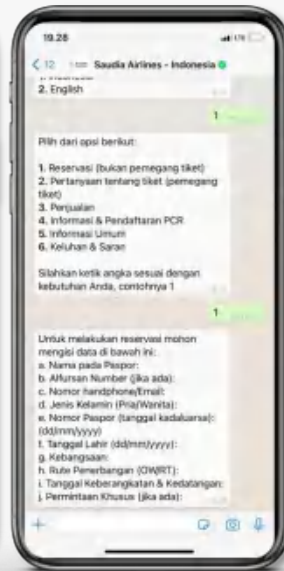 19.28
LTE
12
Saudia Airlines - Indonesia
2. English
1
Pilih dari opsi berikut:
1. Reservasi (bukan pemegang tiket)
2. Pertanyaan tentang tiket (pemegang
tiket)
3. Penjualan
4. Informasi & Pendaftaran PCR
5. Informasi Umum
6. Keluhan & Saran
Silahkan ketik angka sesuai dengan
kebutuhan Anda, contohnya 1
1
Untuk melakukan reservasi mohon
mengisi data di bawah ini:
a. Nama pada Paspor:
b. Alfursan Number (jika ada):
c. Nomor handphone/Email:
d. Jenis Kelamin (Pria/Wanita):
e. Nomor Paspor (tanggal kadaluarsa):
(dd/mm/yyyy)
f. Tanggal Lahir (dd/mm/yyyy):
g. Kebangsaan:
h. Rute Penerbangan (OW/RT):
i. Tanggal Keberangkatan & Kedatangan:
j. Permintaan Khusus (jika ada):